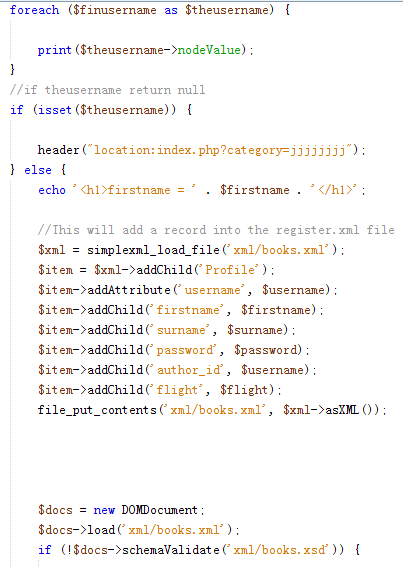 foreach ($finusername as $theusername) {
print($theusername->nodeValue);
}
//if theusername return null
if (isset($theusername)) {
header("location:index.php?category=jjjjjjjj");
} else {
echo '<h1>firstname = ' . $firstname . '</h1>';
//This will add a record into the register.xml file
$xml = simplexml_load_file('xml/books.xml');
$item = $xml->addChild('Profile');
$item->addAttribute('username', $username);
$item->addChild('firstname', $firstname);
$item->addChild('surname', $surname);
$item->addChild('password', $password);
$item->addChild('author_id', $username);
$item->addChild('flight', $flight);
file_put_contents('xml/books.xml', $xml->asXML());
$docs = new DOMDocument;
$docs->load('xml/books.xml');
if (!$docs->schemaValidate('xml/books.xsd')) {